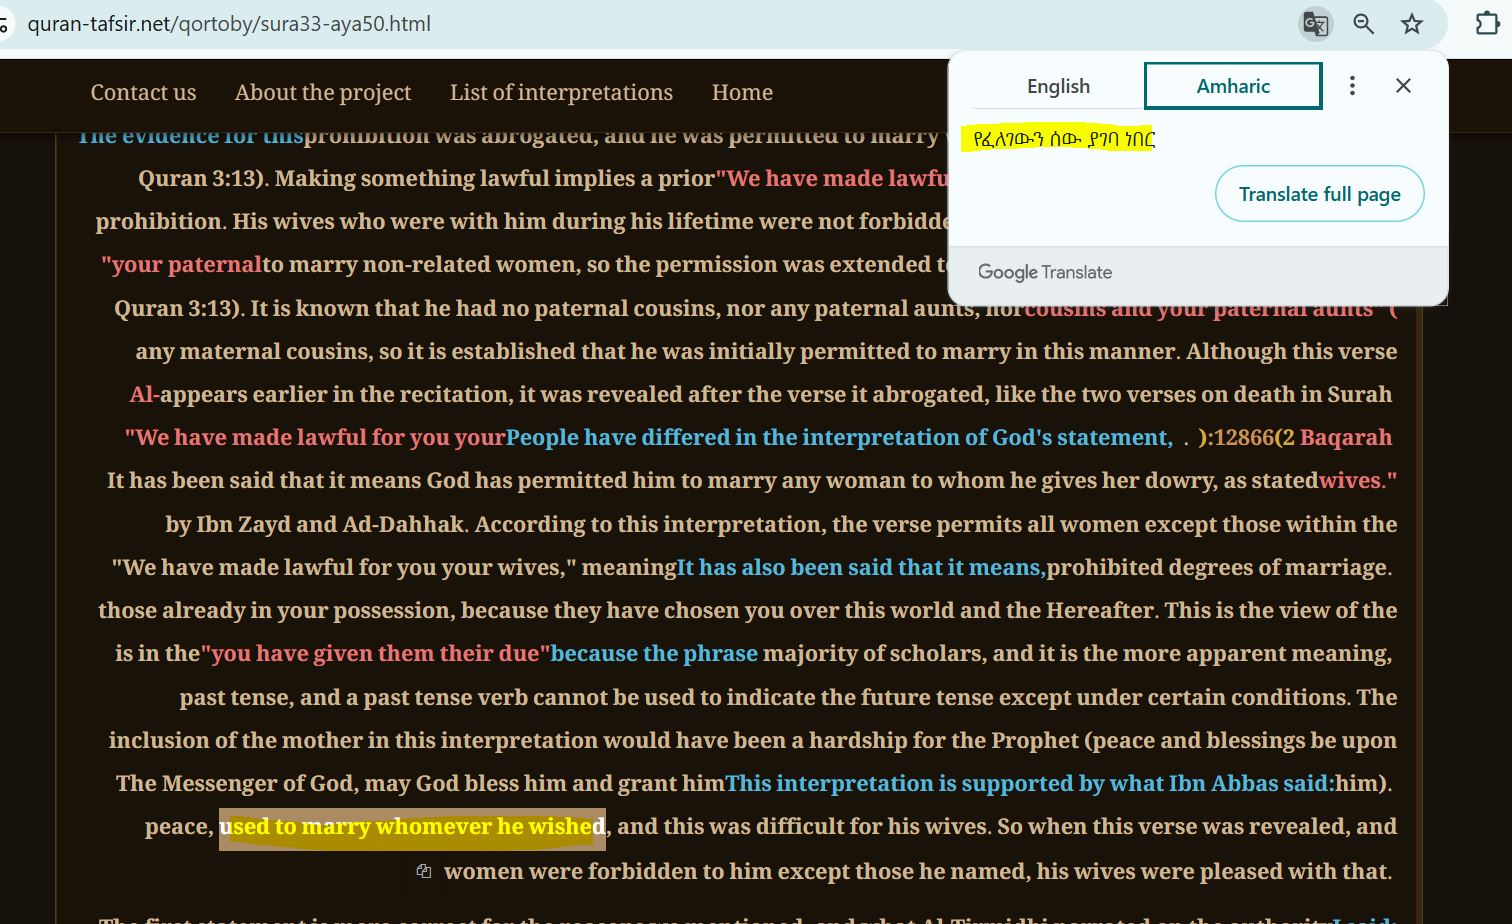 quran-tafsir.net/qortoby/sura33-aya50.html
Contact us About the project List of interpretations Home
English Amharic
የፈለገውን ሰው ያገባ ነበር
Translate full page
Google Translate
The evidence for thisprohibition was abrogated, and he was permitted to marry
Quran 3:13). Making something lawful implies a prior"We have made lawfu
prohibition. His wives who were with him during his lifetime were not forbidde
"your paternalto marry non-related women, so the permission was extended t
Quran 3:13). It is known that he had no paternal cousins, nor any paternal aunts, norcousins and your paternal aunts" (
any maternal cousins, so it is established that he was initially permitted to marry in this manner. Although this verse
Al-appears earlier in the recitation, it was revealed after the verse it abrogated, like the two verses on death in Surah
"We have made lawful for you yourPeople have differed in the interpretation of God's statement, . ):12866(2 Baqarah
It has been said that it means God has permitted him to marry any woman to whom he gives her dowry, as statedwives."
by Ibn Zayd and Ad-Dahhak. According to this interpretation, the verse permits all women except those within the
"We have made lawful for you your wives," meaningIt has also been said that it means,prohibited degrees of marriage.
those already in your possession, because they have chosen you over this world and the Hereafter. This is the view of the
is in the"you have given them their due"because the phrase majority of scholars, and it is the more apparent meaning,
past tense, and a past tense verb cannot be used to indicate the future tense except under certain conditions. The
inclusion of the mother in this interpretation would have been a hardship for the Prophet (peace and blessings be upon
The Messenger of God, may God bless him and grant himThis interpretation is supported by what Ibn Abbas said:him).
peace, used to marry whomever he wished, and this was difficult for his wives. So when this verse was revealed, and
women were forbidden to him except those he named, his wives were pleased with that.